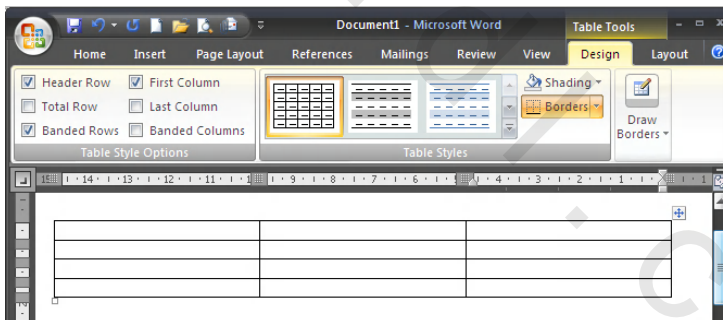 Document1 - Microsoft Word
Table Tools
Home Insert Page Layout References Mailings Review View Design Layout
Header Row First Column
Total Row Last Column
Banded Rows Banded Columns
Shading
Borders
Draw Borders
Table Style Options
Table Styles
15 · 14 · 13 · 12 · 11 · 1 · 9 · 8 · 7 · 6 · 4 · 3 · 2 · 1 · 1